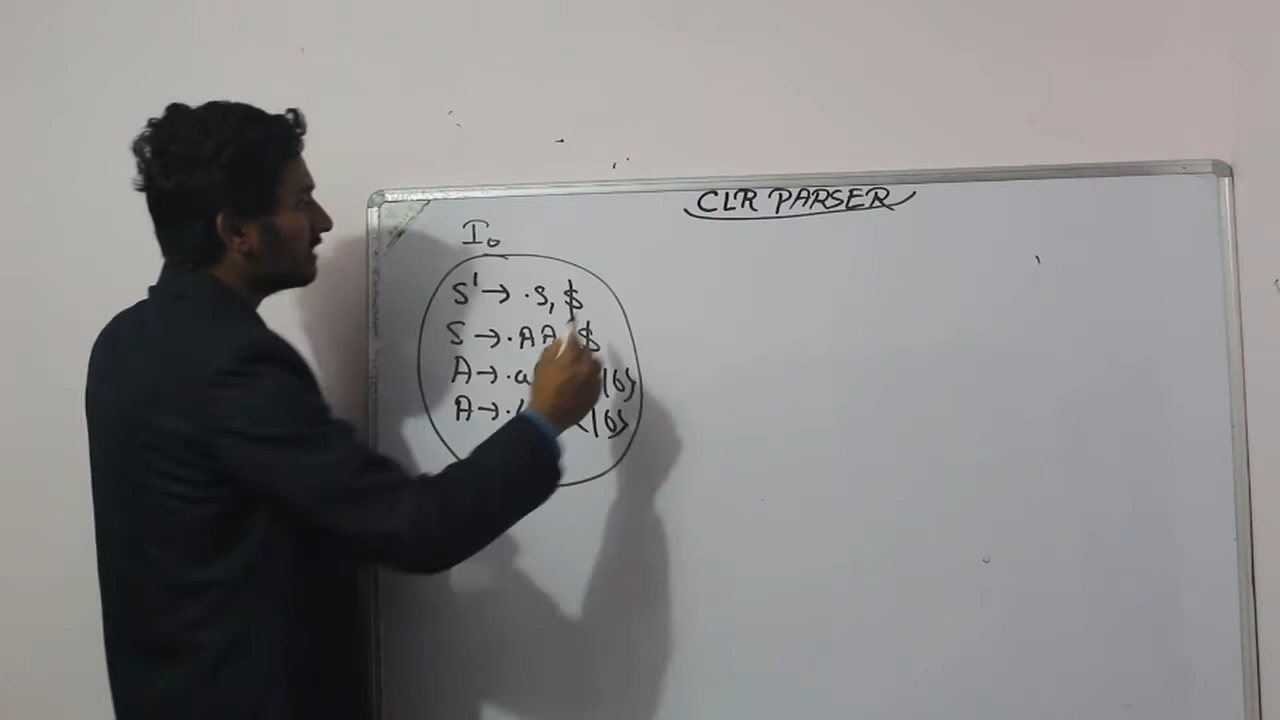 CLR PARSER
I₀
S' → .S, $
S → .AA $
A → .a
A → .